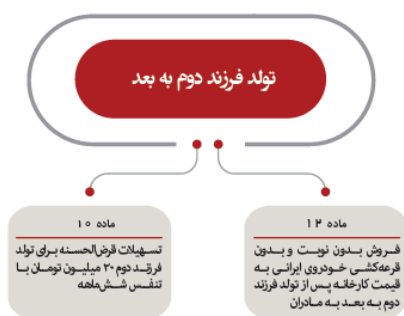 تولد فرزند دوم به بعد
ماده ۱۲
فروش بدون نوبت و بدون
قرعه‌کشی خودروی ایرانی به
قیمت کارخانه پس از تولد فرزند
دوم به بعد به مادران
ماده ۱۰
تسهیلات قرض‌الحسنه برای تولد
فرزند دوم ۲۰ میلیون تومان با
تنفس شش‌ماهه